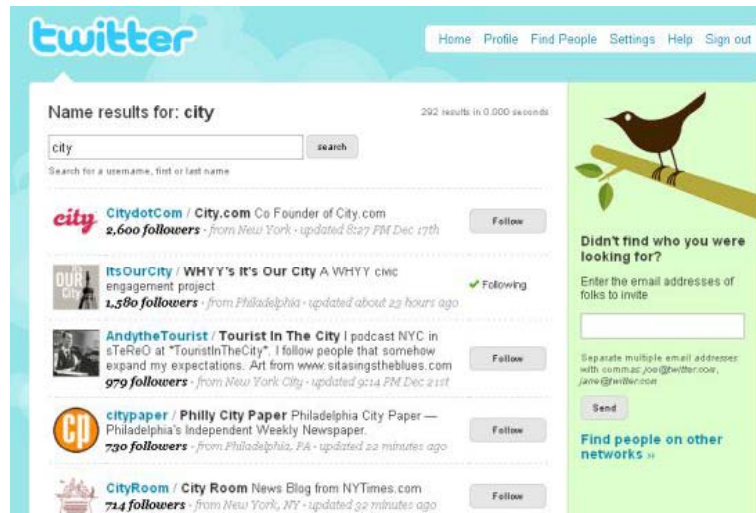 twitter
Home Profile Find People Settings Help Sign out
Name results for: city
292 results in 0.000 seconds
city
search
Search for a username, first or last name
city
CitydotCom / City.com Co Founder of City.com
2,600 followers - from New York - updated 8:27 PM Dec 17th
Follow
OUR City
ItsOurCity / WHYY's It's Our City A WHYY civic
engagement project
1,580 followers - from Philadelphia - updated about 23 hours ago
Following
AndytheTourist / Tourist In The City I podcast NYC in
sTeReO at "TouristInTheCity". I follow people that somehow
expand my expectations. Art from www.sitasingstheblues.com
979 followers - from New York City - updated 9:14 PM Dec 21st
Follow
CP
citypaper / Philly City Paper Philadelphia City Paper —
Philadelphia's Independent Weekly Newspaper.
730 followers - from Philadelphia, PA - updated 22 minutes ago
Follow
CityRoom / City Room News Blog from NYTimes.com
714 followers - from New York, NY - updated 32 minutes ago
Follow
Didn't find who you were
looking for?
Enter the email addresses of
folks to invite
Separate multiple email addresses
with commas: joe@twitter.com,
jane@twitter.com
Send
Find people on other
networks »